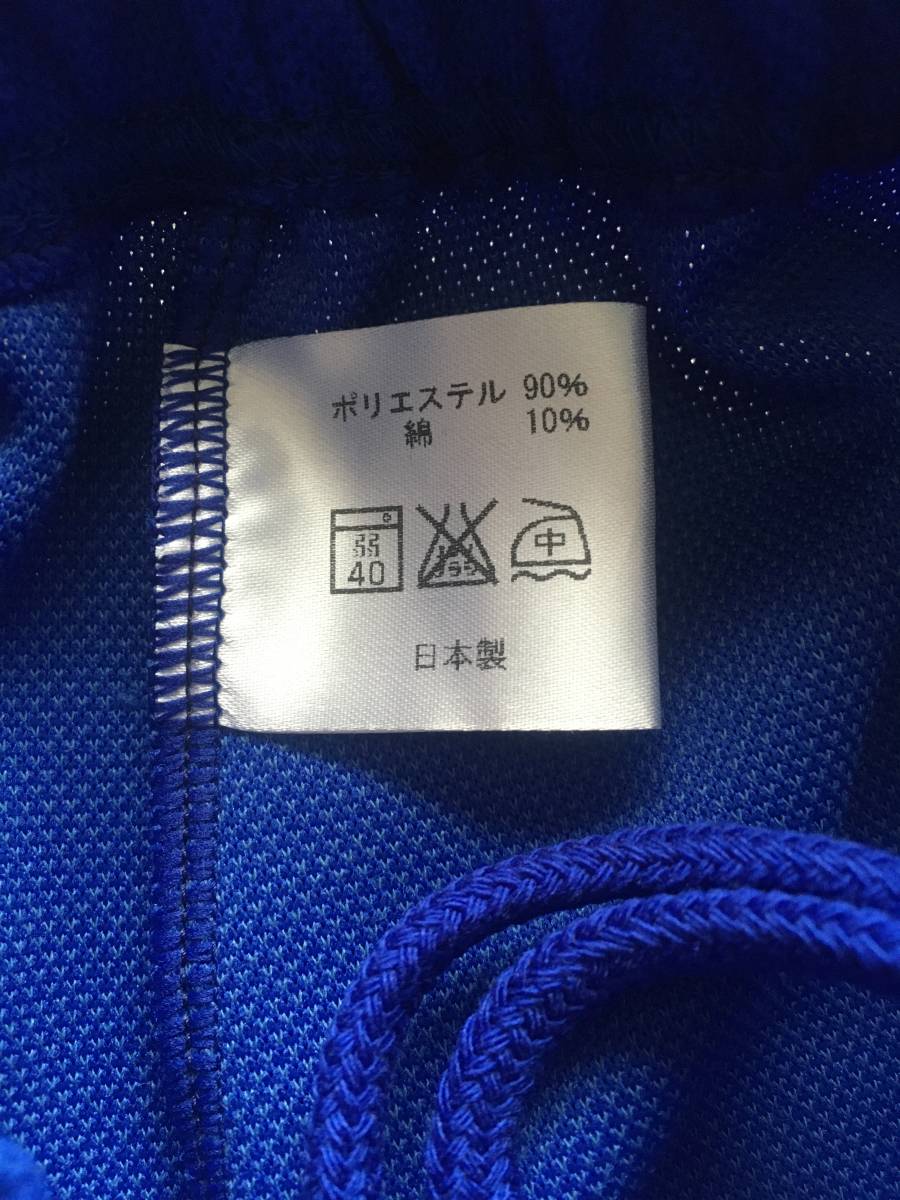 ポリエステル 90%
綿 10%
弱
40
中
日本製